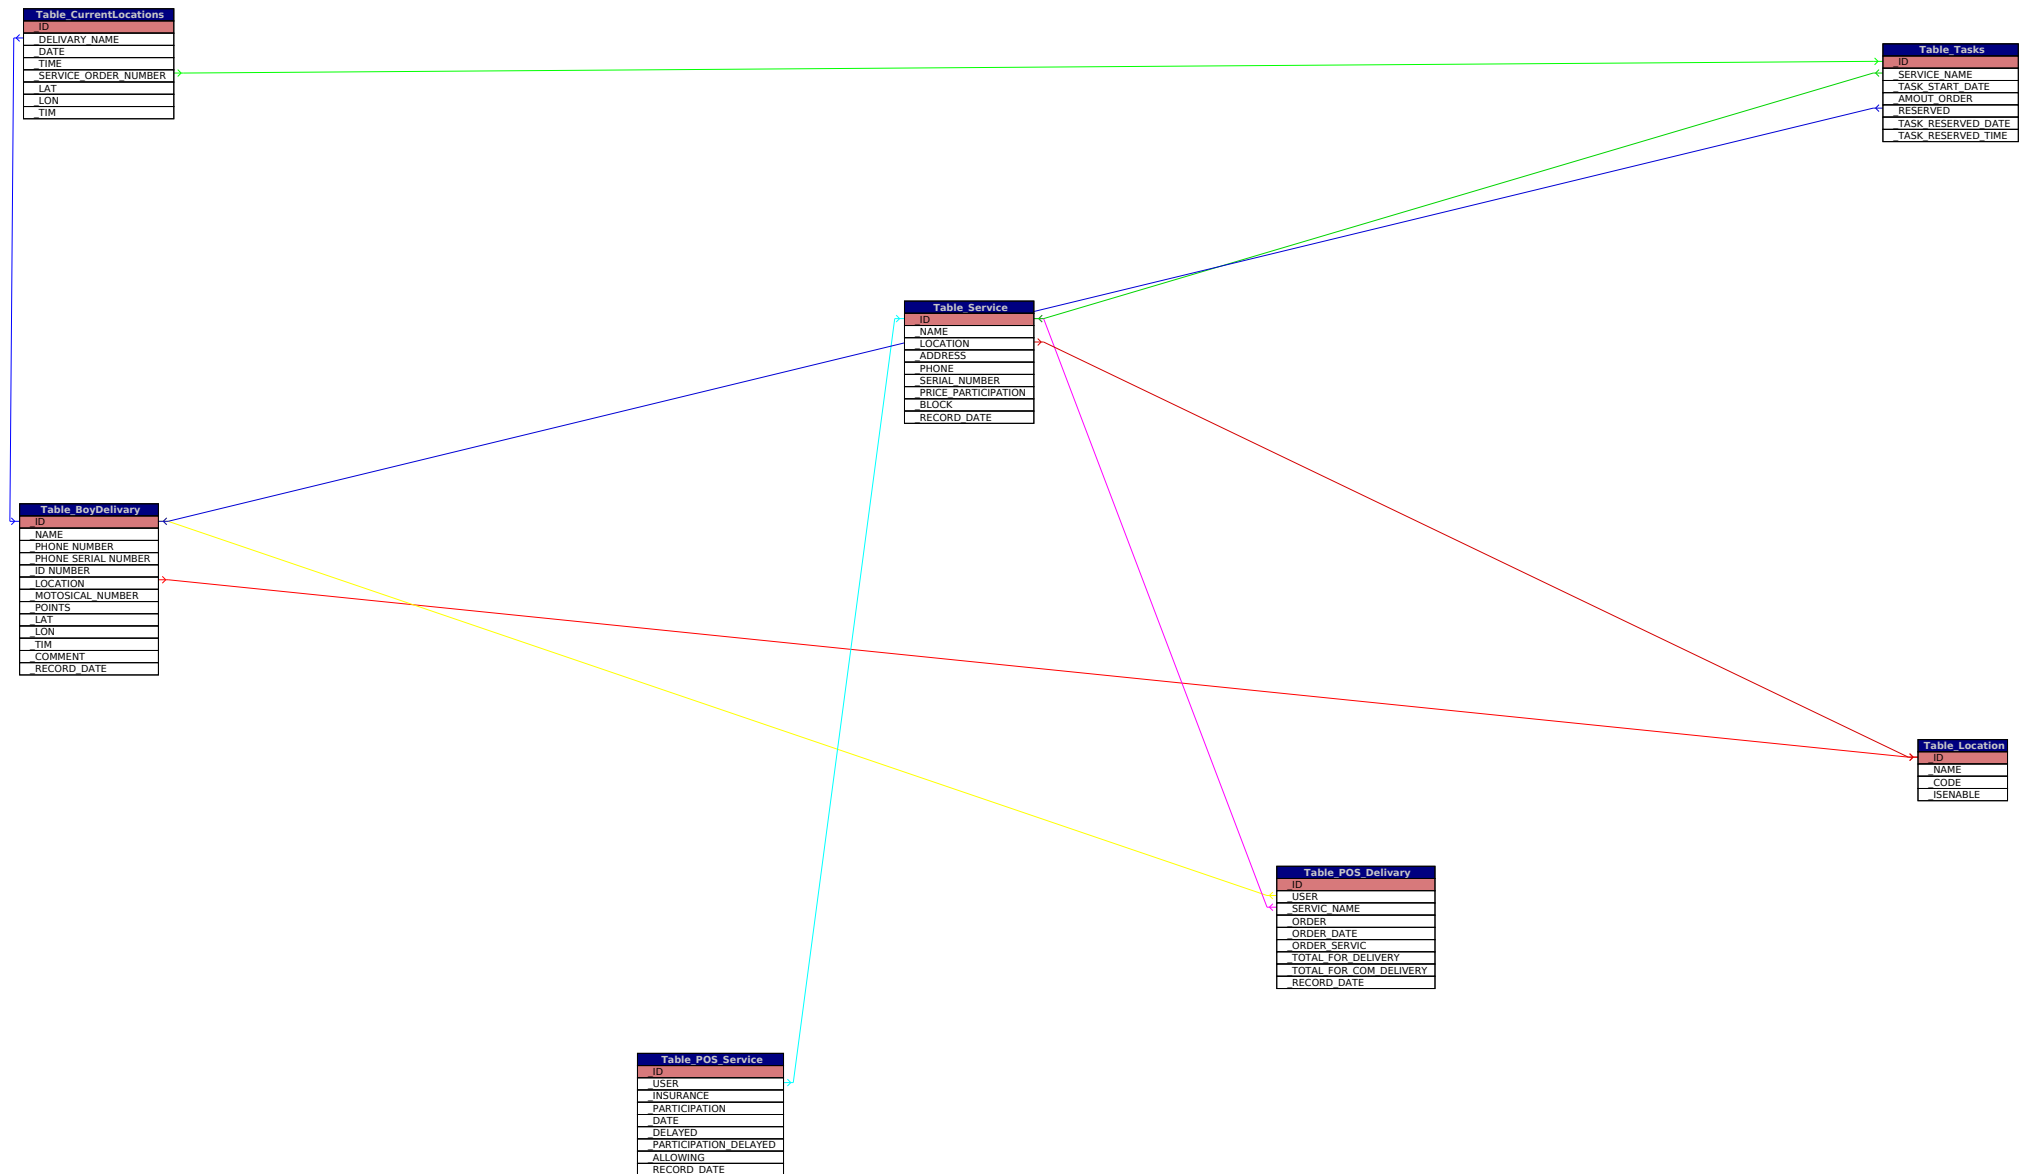 Table_CurrentLocations
_ID
_DELIVARY_NAME
_DATE
_TIME
_SERVICE_ORDER_NUMBER
_LAT
_LON
_TIM
Table_Tasks
_ID
_SERVICE_NAME
_TASK_START_DATE
_AMOUT_ORDER
_RESERVED
_TASK_RESERVED_DATE
_TASK_RESERVED_TIME
Table_Service
_ID
_NAME
_LOCATION
_ADDRESS
_PHONE
_SERIAL_NUMBER
_PRICE_PARTICIPATION
_BLOCK
_RECORD_DATE
Table_BoyDelivary
_ID
_NAME
_PHONE NUMBER
_PHONE SERIAL NUMBER
_ID NUMBER
_LOCATION
_MOTOSICAL_NUMBER
_POINTS
_LAT
_LON
_TIM
_COMMENT
_RECORD_DATE
Table_Location
_ID
_NAME
_CODE
_ISENABLE
Table_POS_Delivary
_ID
_USER
_SERVIC_NAME
_ORDER
_ORDER_DATE
_ORDER_SERVIC
_TOTAL_FOR_DELIVERY
_TOTAL_FOR_COM_DELIVERY
_RECORD_DATE
Table_POS_Service
_ID
_USER
_INSURANCE
_PARTICIPATION
_DATE
_DELAYED
_PARTICIPATION_DELAYED
_ALLOWING
_RECORD_DATE